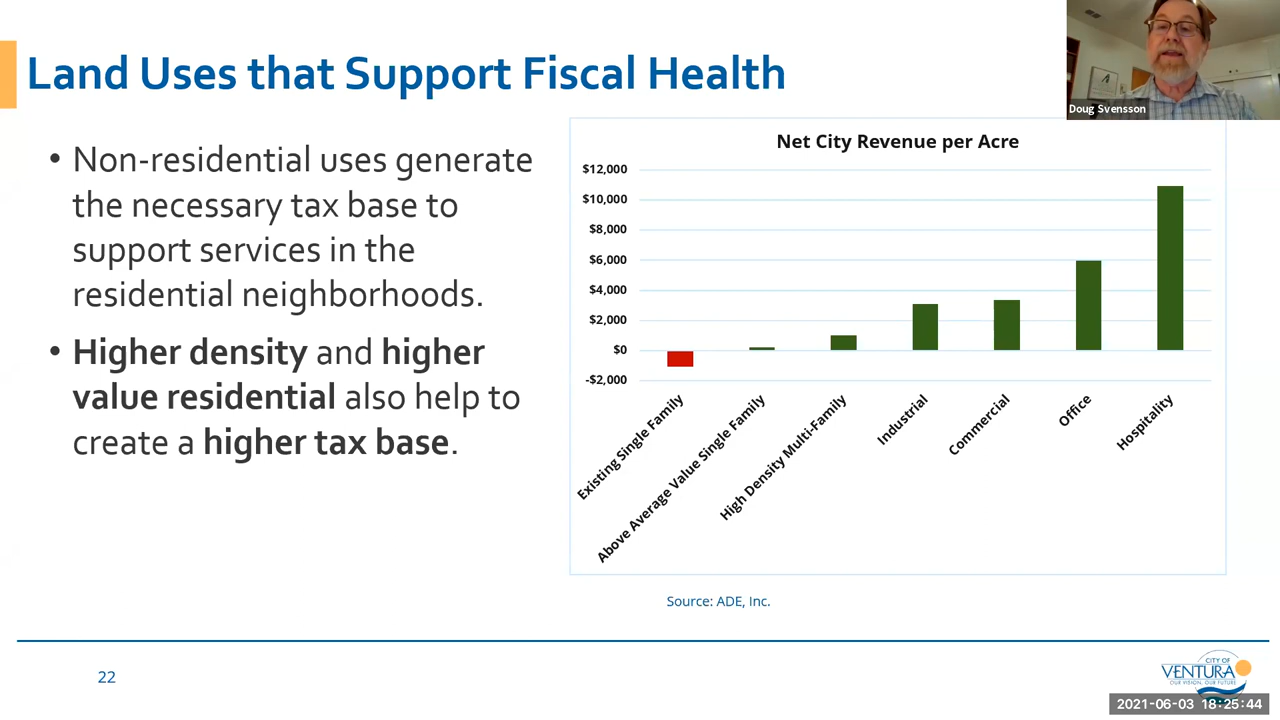 Land Uses that Support Fiscal Health
Doug Svensson
• Non-residential uses generate
the necessary tax base to
support services in the
residential neighborhoods.
• Higher density and higher
value residential also help to
create a higher tax base.
Net City Revenue per Acre
$12,000
$10,000
$8,000
$6,000
$4,000
$2,000
$0
-$2,000
Existing Single Family
Above Average Value Single Family
High Density Multi-Family
Industrial
Commercial
Office
Hospitality
Source: ADE, Inc.
22
CITY OF
VENTURA
OUR VISION. OUR FUTURE
2021-06-03 18:25:44